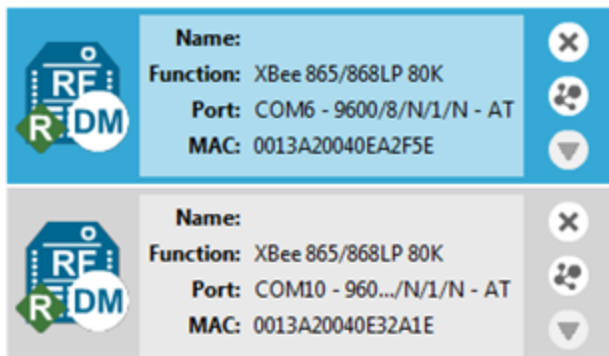 RF
R
DM
Name:
Function: XBee 865/868LP 80K
Port: COM6 - 9600/8/N/1/N - AT
MAC: 0013A20040EA2F5E
RF
R
DM
Name:
Function: XBee 865/868LP 80K
Port: COM10 - 960.../N/1/N - AT
MAC: 0013A20040E32A1E